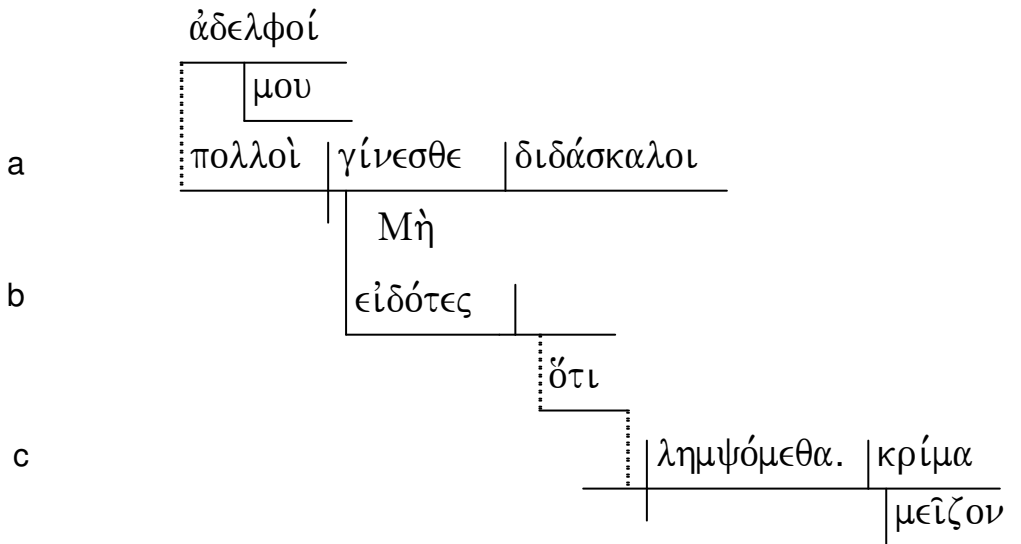 ἀδελφοί
μου
a πολλοὶ γίνεσθε διδάσκαλοι
Μὴ
b εἰδότες
ὅτι
c λημψόμεθα. κρίμα
μεῖζον